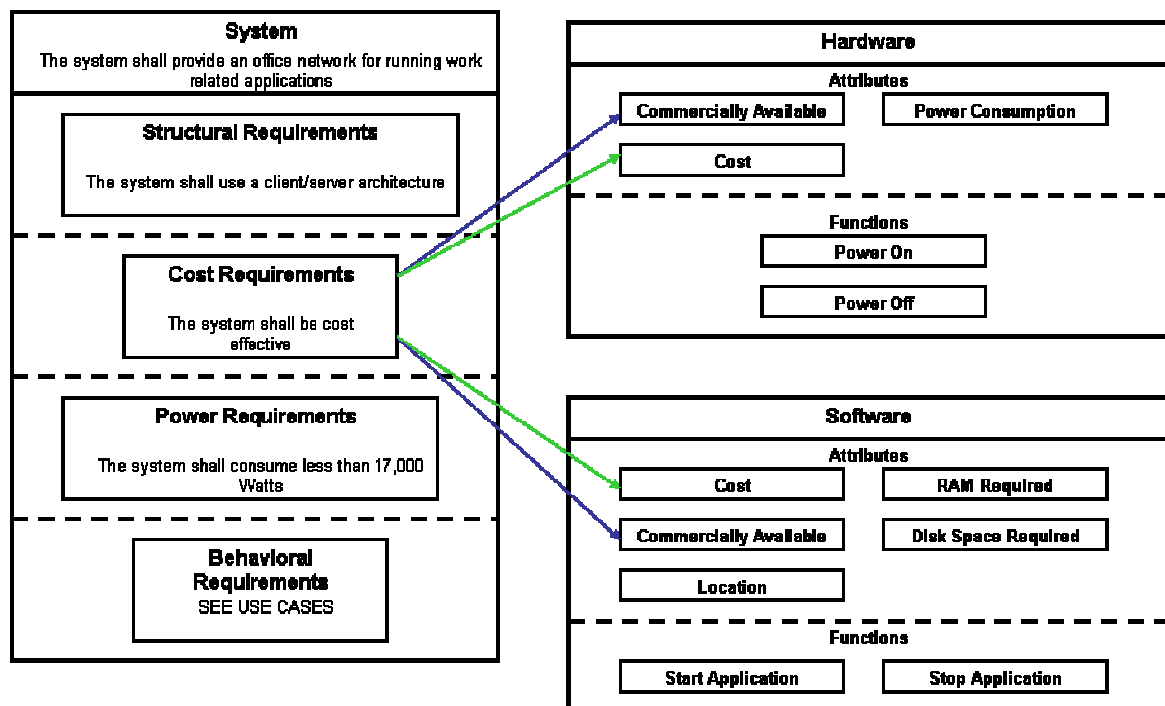 System
The system shall provide an office network for running work
related applications
Structural Requirements
The system shall use a client/server architecture
Cost Requirements
The system shall be cost
effective
Power Requirements
The system shall consume less than 17,000
Watts
Behavioral
Requirements
SEE USE CASES
Hardware
Attributes
Commercially Available
Power Consumption
Cost
Functions
Power On
Power Off
Software
Attributes
Cost
RAM Required
Commercially Available
Disk Space Required
Location
Functions
Start Application
Stop Application